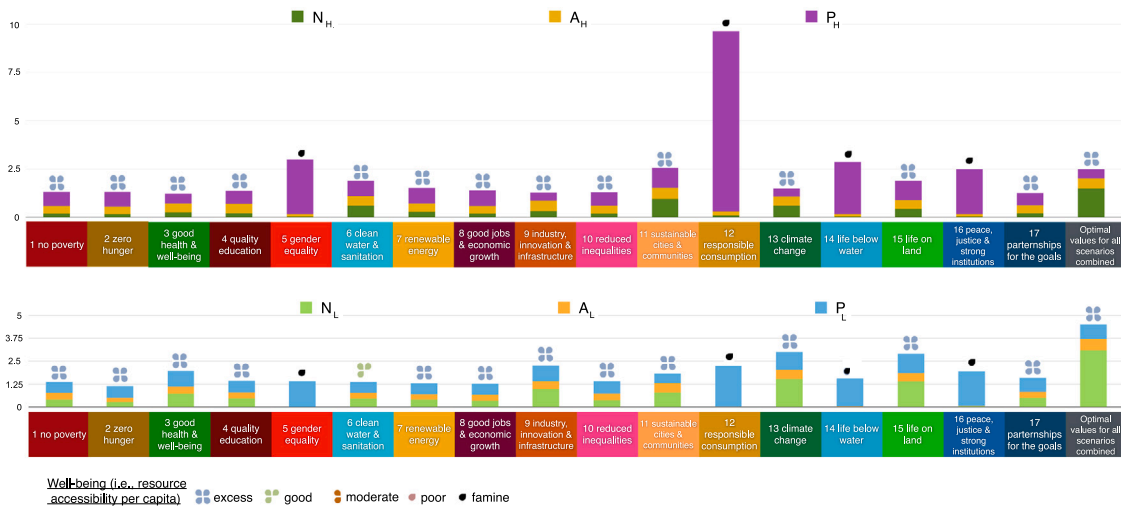 N H. A H P H
10
7.5
5
2.5
0
1 no poverty
2 zero
hunger
3 good
health &
well-being
4 quality
education
5 gender
equality
6 clean
water &
sanitation
7 renewable
energy
8 good jobs
& economic
growth
9 industry,
innovation &
infrastructure
10 reduced
inequalities
11 sustainable
cities &
communities
12
responsible
consumption
13 climate
change
14 life below
water
15 life on
land
16 peace,
justice &
strong
institutions
17
parternships
for the goals
Optimal
values for all
scenarios
combined
N L A L P L
5
3.75
2.5
1.25
0
1 no poverty
2 zero
hunger
3 good
health &
well-being
4 quality
education
5 gender
equality
6 clean
water &
sanitation
7 renewable
energy
8 good jobs
& economic
growth
9 industry,
innovation &
infrastructure
10 reduced
inequalities
11 sustainable
cities &
communities
12
responsible
consumption
13 climate
change
14 life below
water
15 life on
land
16 peace,
justice &
strong
institutions
17
parternships
for the goals
Optimal
values for all
scenarios
combined
Well-being (i.e., resource
accessibility per capita) excess good moderate poor famine